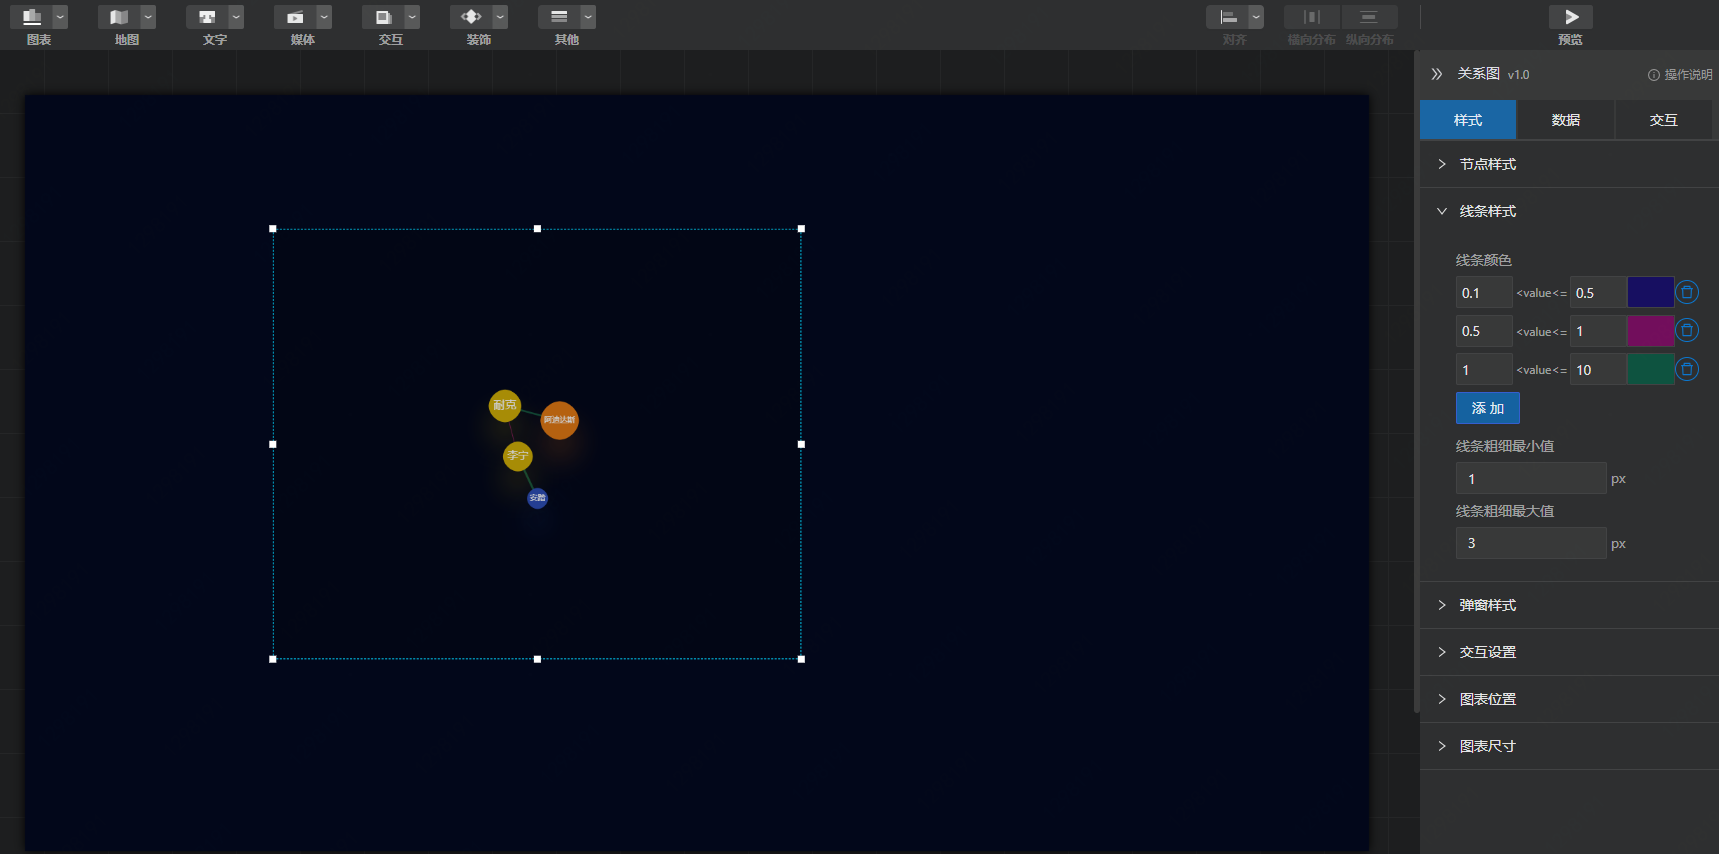 图表 地图 文字 媒体 交互 装饰 其他 对齐 横向分布 纵向分布 预览
关系图 v1.0 操作说明
样式 数据 交互
节点样式
线条样式
线条颜色
0.1 <value<= 0.5
0.5 <value<= 1
1 <value<= 10
添加
线条粗细最小值
1 px
线条粗细最大值
3 px
弹窗样式
交互设置
图表位置
图表尺寸
耐克
阿迪达斯
李宁
安踏